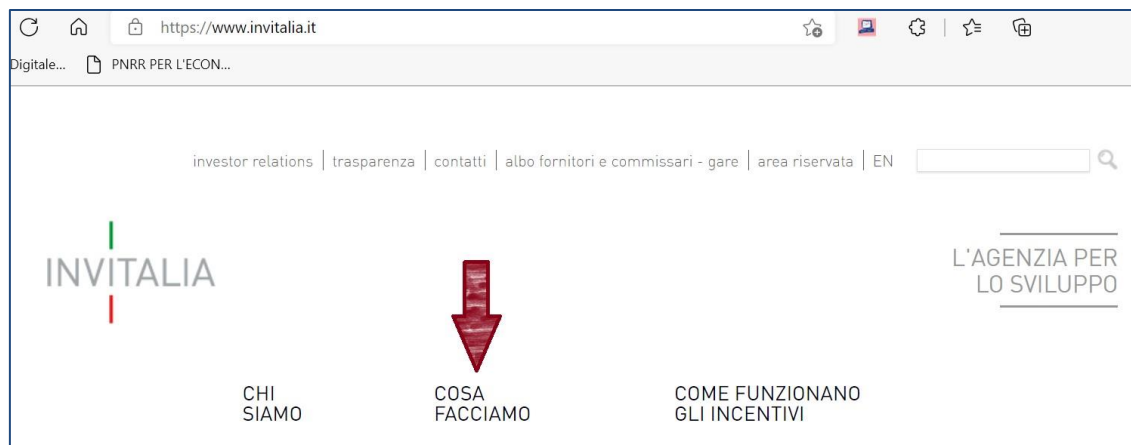 https://www.invitalia.it
Digitale... PNRR PER L'ECON...
investor relations | trasparenza | contatti | albo fornitori e commissari - gare | area riservata | EN
INVITALIA
L'AGENZIA PER
LO SVILUPPO
CHI
SIAMO
COSA
FACCIAMO
COME FUNZIONANO
GLI INCENTIVI